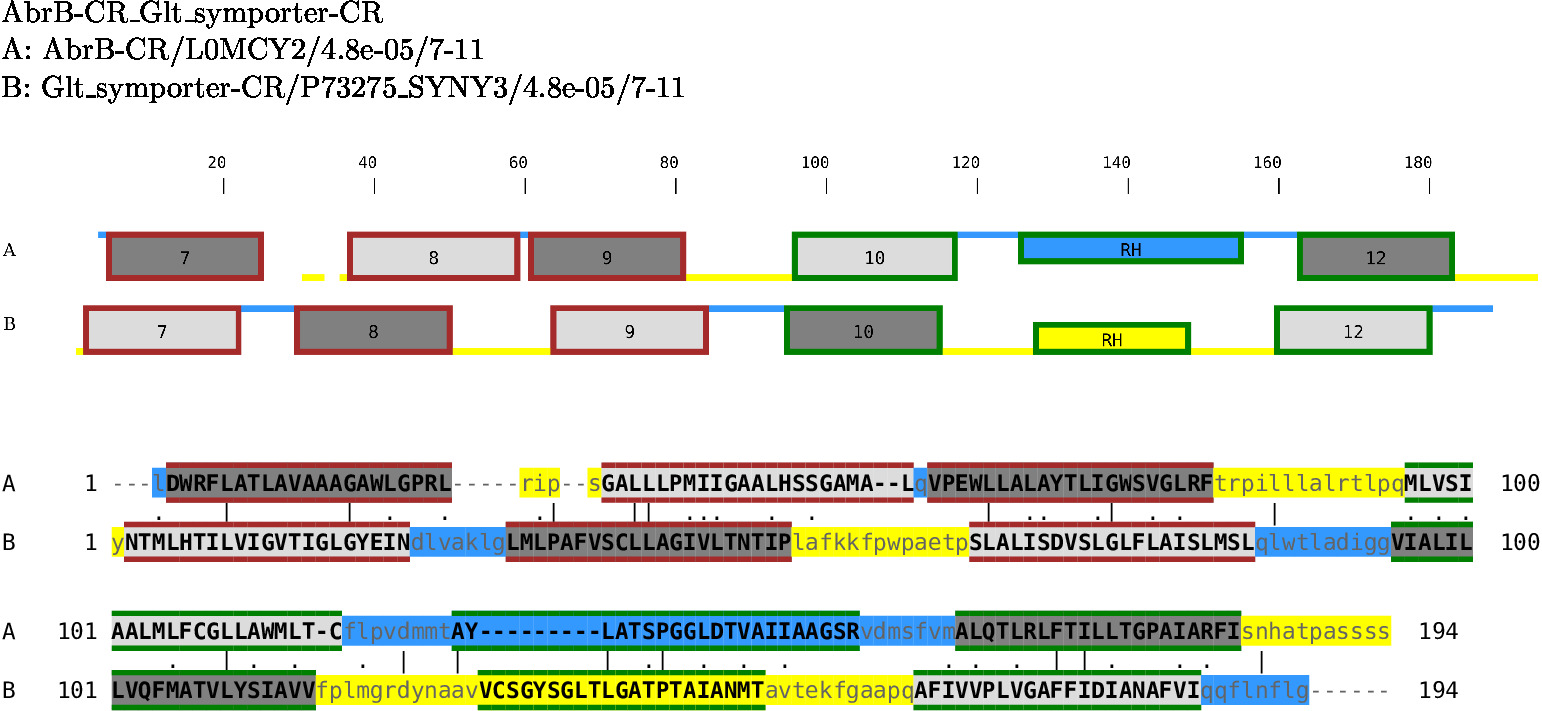 AbrB-CR_Glt_symporter-CR
A: AbrB-CR/L0MCY2/4.8e-05/7-11
B: Glt_symporter-CR/P73275_SYNY3/4.8e-05/7-11
20 40 60 80 100 120 140 160 180
A 7 8 9 10 RH 12
B 7 8 9 10 RH 12
A 1 ---lDWRFLATLAVAAAGAWLGPRL-----rip--sGALLLPMIIGAALHSSGAMA--LqVPEWLLALAYTLIGWSVGLRFtrpilllalrtlpqMLVSI 100
B 1 yNTMLHTILVIGVTIGLGYEINdlvaklgLMLPAFVSCLLAGIVLTNTIPlafkkfpwpaetpSLALISDVSLGLFLAISLMSLqlwtladiggVIALIL 100
A 101 AALMLFCGLLAWMLT-CflpvdmmtAY---------LATSPGGLDTVAIIAAGSRvdmsfvmALQTLRLFTILLTGPAIARFIsnhatpassss 194
B 101 LVQFMATVLYSIAVVfplmgrdynaavVCSGYSGLTLGATPTAIANMTavtekfgaapqAFIVVPLVGAFFIDIANAFVIqqflnflg------ 194